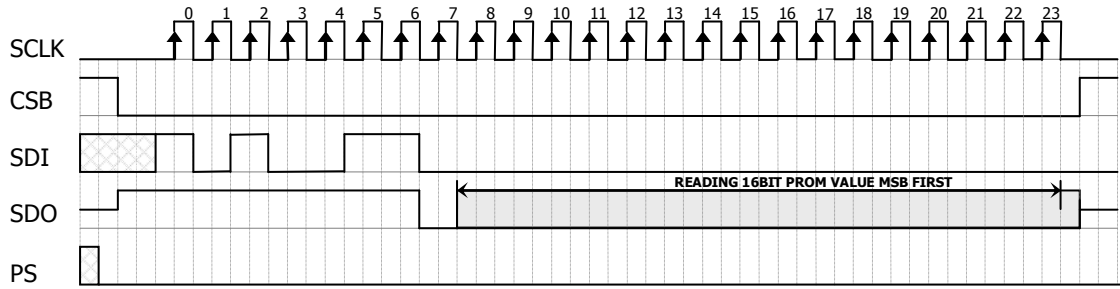 0 1 2 3 4 5 6 7 8 9 10 11 12 13 14 15 16 17 18 19 20 21 22 23
SCLK
CSB
SDI
READING 16BIT PROM VALUE MSB FIRST
SDO
PS